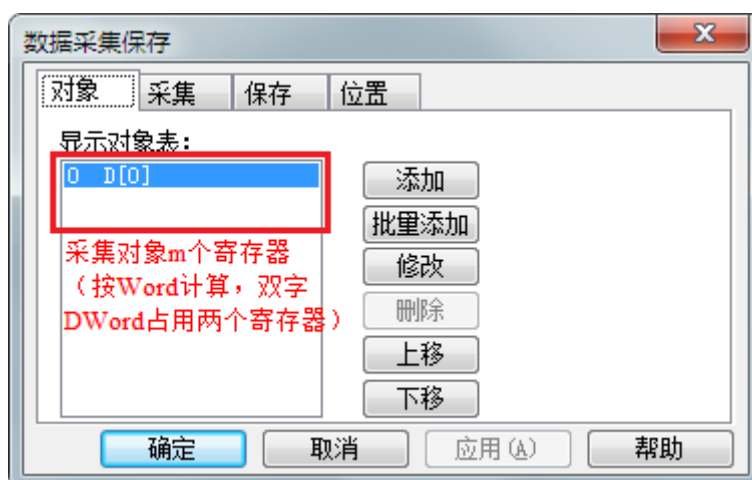 数据采集保存
对象 采集 保存 位置
显示对象表:
0 D[0]
采集对象m个寄存器
（按Word计算，双字
DWord占用两个寄存器）
添加
批量添加
修改
删除
上移
下移
确定 取消 应用(A) 帮助